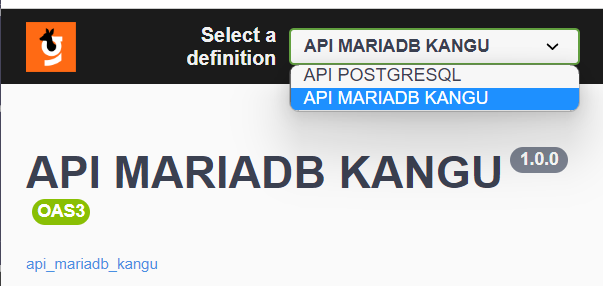 Select a
definition
API MARIADB KANGU
API POSTGRESQL
API MARIADB KANGU
API MARIADB KANGU 1.0.0
OAS3
api_mariadb_kangu